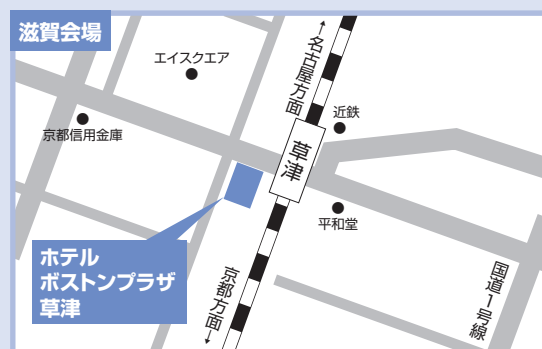 滋賀会場
エイスクエア
←名古屋方面
近鉄
京都信用金庫
草津
平和堂
ホテル
ボストンプラザ
草津
京都方面→
国道1号線